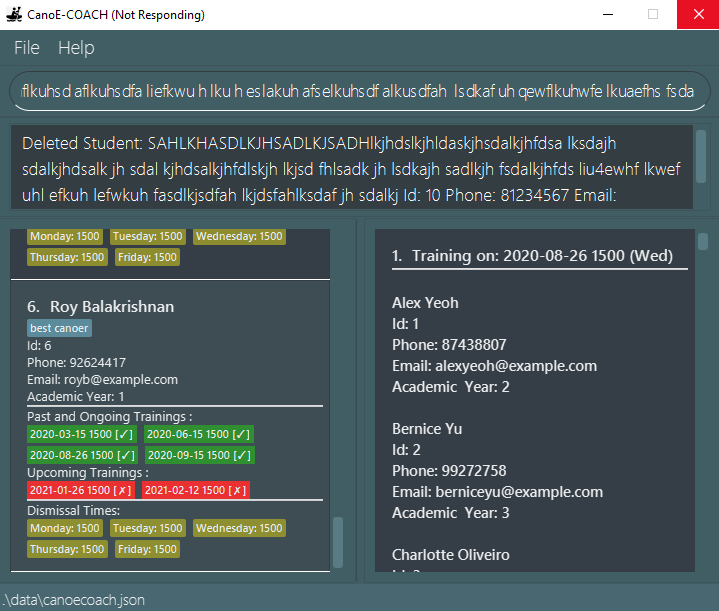 CanoE-COACH (Not Responding)
File Help
flkuhsd aflkuhsdfa liefkwu h lku h eslakuh afselkuhsdf alkusdfah lsdkaf uh qewflkuhwfe lkuaefhs fsda
Deleted Student: SAHLKHASDLKJHSADLKJSADHlkjhdslkjhldaskjhsdalkjhfdsa lksdajh
sdalkjhdsalk jh sdal kjhdsalkjhfdlskjh lkjsd fhlsadk jh lsdkajh sadlkjh fsdalkjhfds liu4ewhf lkwef
uhl efkuh lefwkuh fasdlkjsdfah lkjdsfahlksdaf jh sdalkj Id: 10 Phone: 81234567 Email:
Monday: 1500 Tuesday: 1500 Wednesday: 1500
Thursday: 1500 Friday: 1500
6. Roy Balakrishnan
best canoer
Id: 6
Phone: 92624417
Email: royb@example.com
Academic Year: 1
Past and Ongoing Trainings :
2020-03-15 1500 [✓] 2020-06-15 1500 [✓]
2020-08-26 1500 [✓] 2020-09-15 1500 [✓]
Upcoming Trainings :
2021-01-26 1500 [✗] 2021-02-12 1500 [✗]
Dismissal Times:
Monday: 1500 Tuesday: 1500 Wednesday: 1500
Thursday: 1500 Friday: 1500
1. Training on: 2020-08-26 1500 (Wed)
Alex Yeoh
Id: 1
Phone: 87438807
Email: alexyeoh@example.com
Academic Year: 2
Bernice Yu
Id: 2
Phone: 99272758
Email: berniceyu@example.com
Academic Year: 3
Charlotte Oliveiro
.\data\canoecoach.json